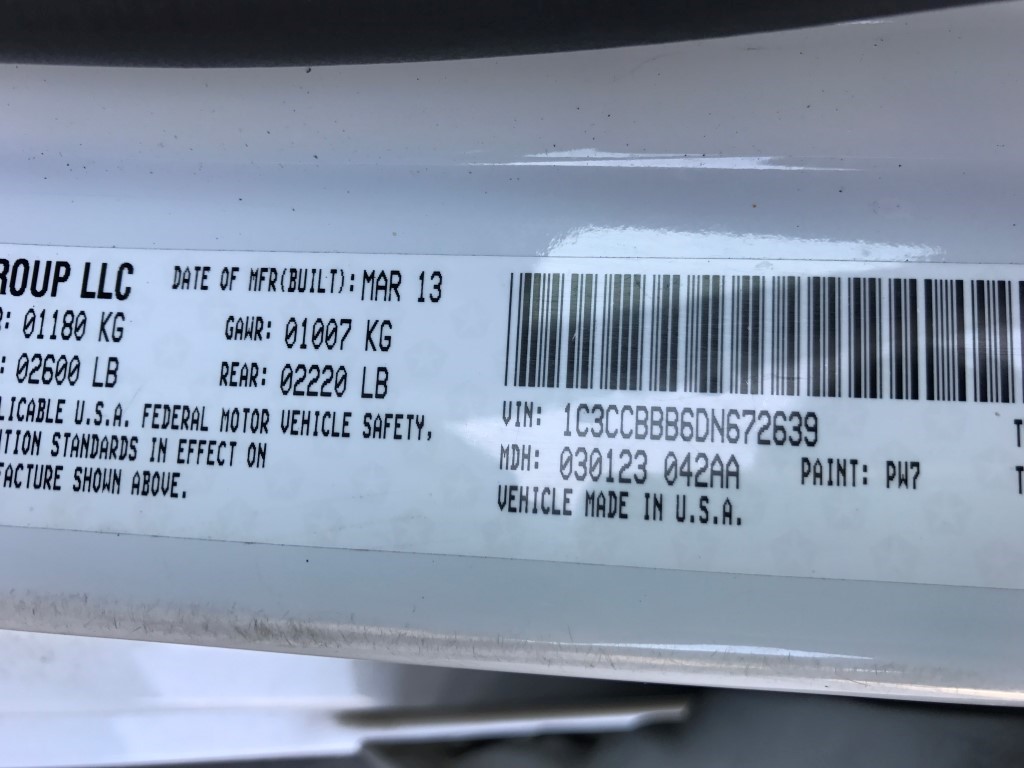 ROUP LLC DATE OF MFR(BUILT): MAR 13
R: 01180 KG GAWR: 01007 KG
: 02600 LB REAR: 02220 LB
LICABLE U.S.A. FEDERAL MOTOR VEHICLE SAFETY,
TION STANDARDS IN EFFECT ON
FACTURE SHOWN ABOVE.
VIN: 1C3CCBBB6DN672639 T
MDH: 030123 042AA PAINT: PW7 T
VEHICLE MADE IN U.S.A.